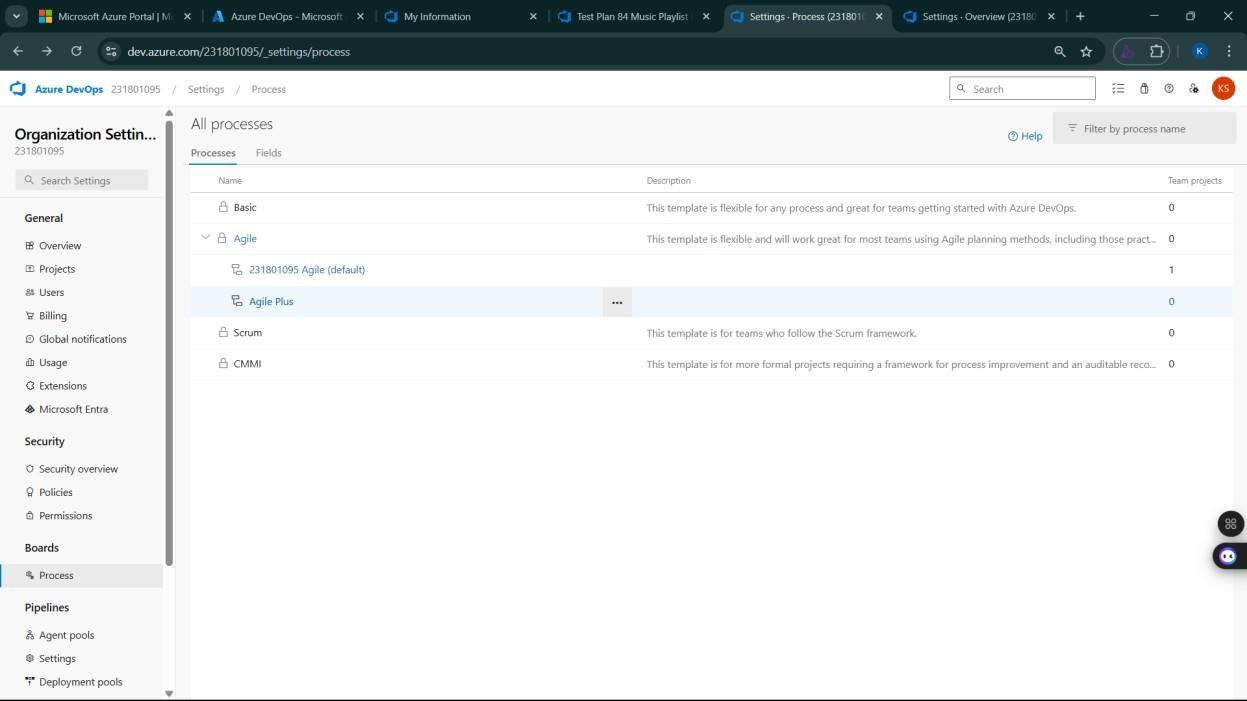 Microsoft Azure Portal | Mi
Azure DevOps - Microsoft
My Information
Test Plan 84 Music Playlist
Settings · Process (231801
Settings · Overview (23180
dev.azure.com/231801095/_settings/process
K
Azure DevOps 231801095 / Settings / Process
Search
KS
Organization Settin...
231801095
Search Settings
General
Overview
Projects
Users
Billing
Global notifications
Usage
Extensions
Microsoft Entra
Security
Security overview
Policies
Permissions
Boards
Process
Pipelines
Agent pools
Settings
Deployment pools
All processes
Help
Filter by process name
Processes Fields
Name Description Team projects
Basic This template is flexible for any process and great for teams getting started with Azure DevOps. 0
Agile This template is flexible and will work great for most teams using Agile planning methods, including those pract... 0
231801095 Agile (default) 1
Agile Plus ... 0
Scrum This template is for teams who follow the Scrum framework. 0
CMMI This template is for more formal projects requiring a framework for process improvement and an auditable reco... 0